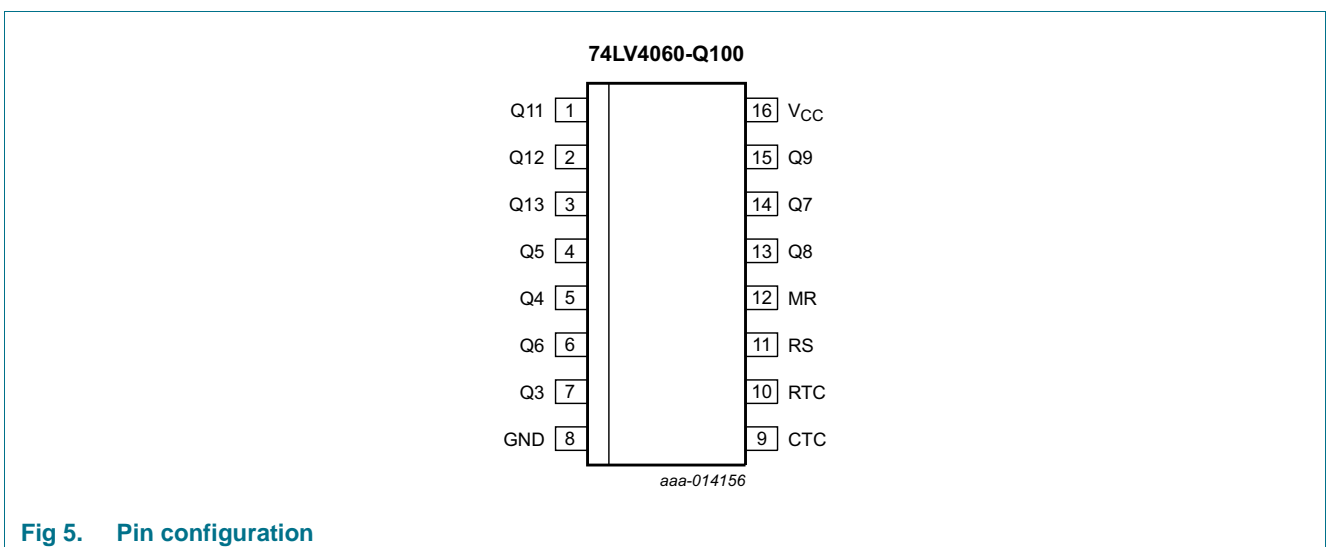 74LV4060-Q100
Q11 1 16 VCC
Q12 2 15 Q9
Q13 3 14 Q7
Q5 4 13 Q8
Q4 5 12 MR
Q6 6 11 RS
Q3 7 10 RTC
GND 8 9 CTC
aaa-014156
Fig 5. Pin configuration